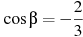 cos β = −2/3